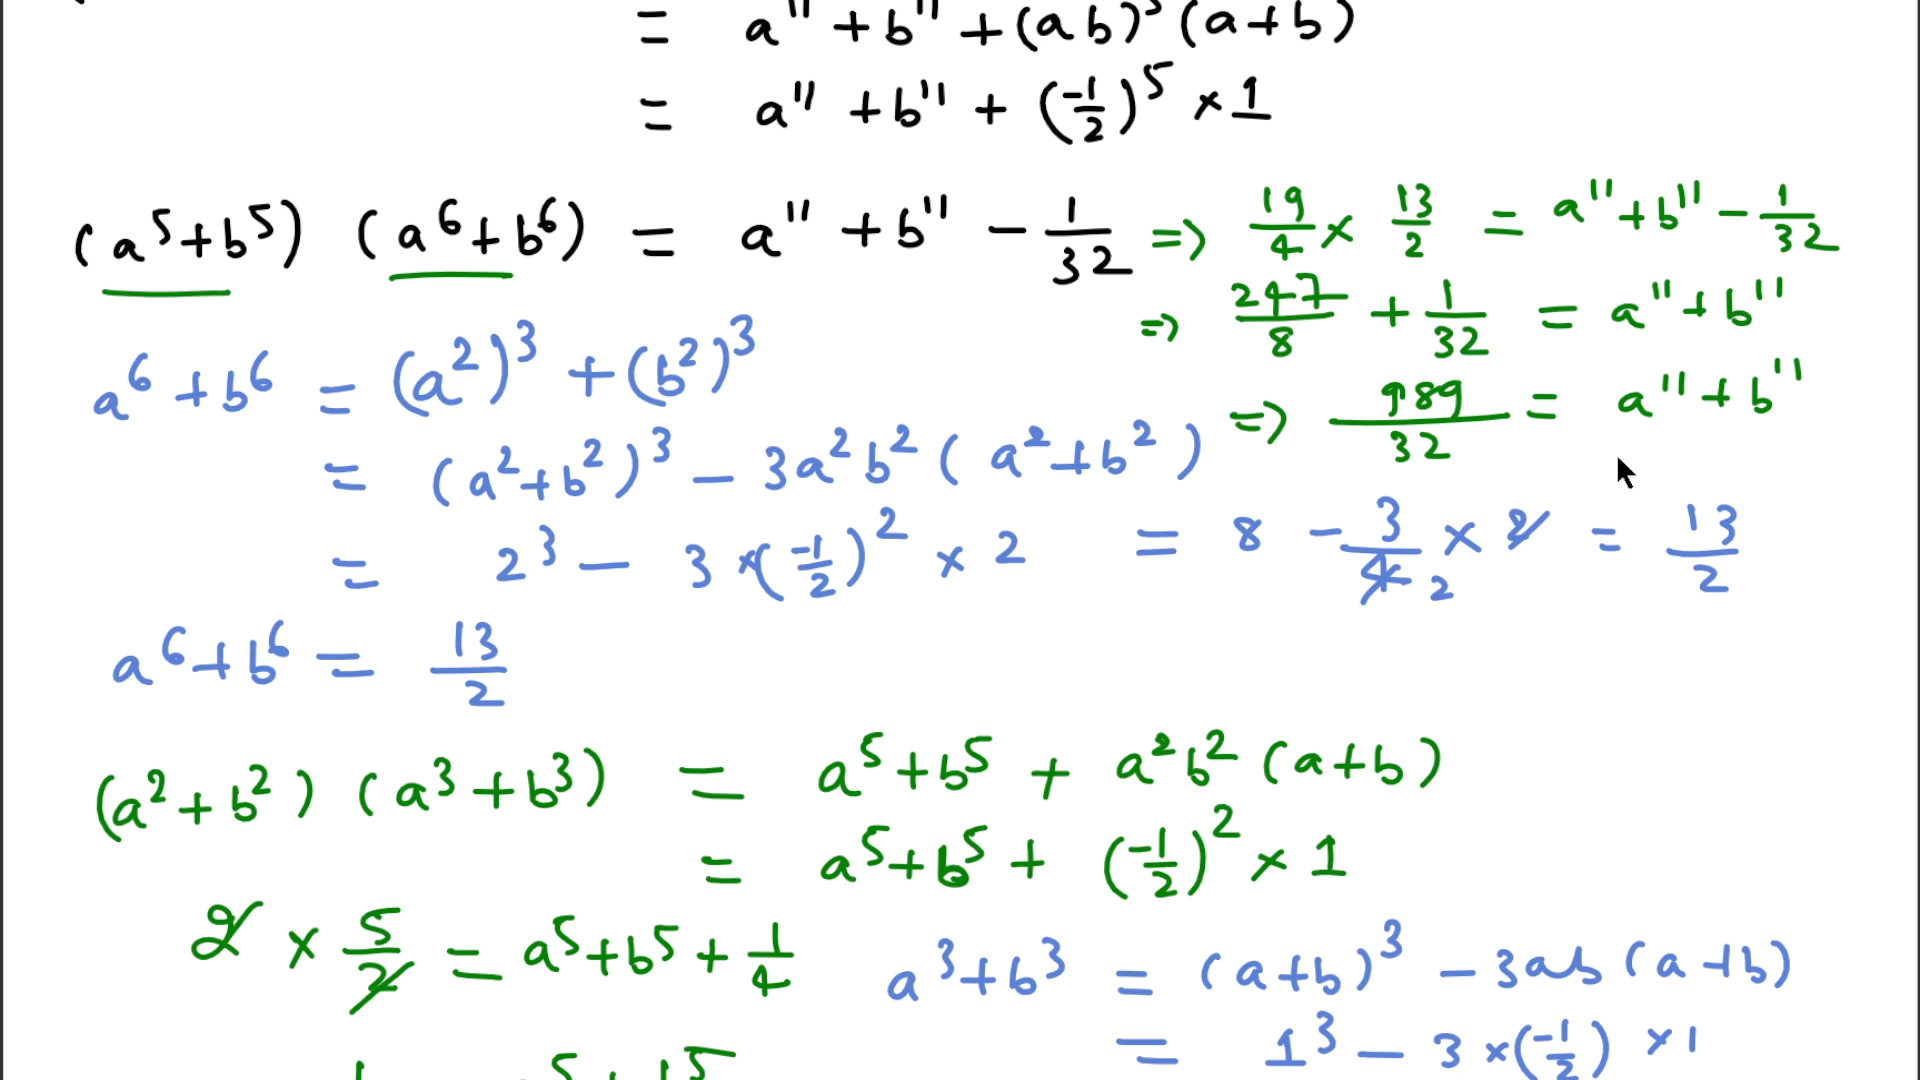 = a¹¹ + b¹¹ + (ab)⁵ (a+b)
= a¹¹ + b¹¹ + (-1/2)⁵ × 1
(a⁵+b⁵) (a⁶+b⁶) = a¹¹ + b¹¹ - 1/32 => 19/4 × 13/2 = a¹¹+b¹¹ - 1/32
=> 247/8 + 1/32 = a¹¹+b¹¹
=> 989/32 = a¹¹+b¹¹
a⁶+b⁶ = (a²)³ + (b²)³
= (a²+b²)³ - 3a²b² (a²+b²)
= 2³ - 3 × (-1/2)² × 2 = 8 - 3/4 2 × 2 = 13/2
a⁶+b⁶ = 13/2
(a²+b²) (a³+b³) = a⁵+b⁵ + a²b² (a+b)
= a⁵+b⁵ + (-1/2)² × 1
2 × 5/2 = a⁵+b⁵ + 1/4
a³+b³ = (a+b)³ - 3ab (a+b)
= 1³ - 3 × (-1/2) × 1